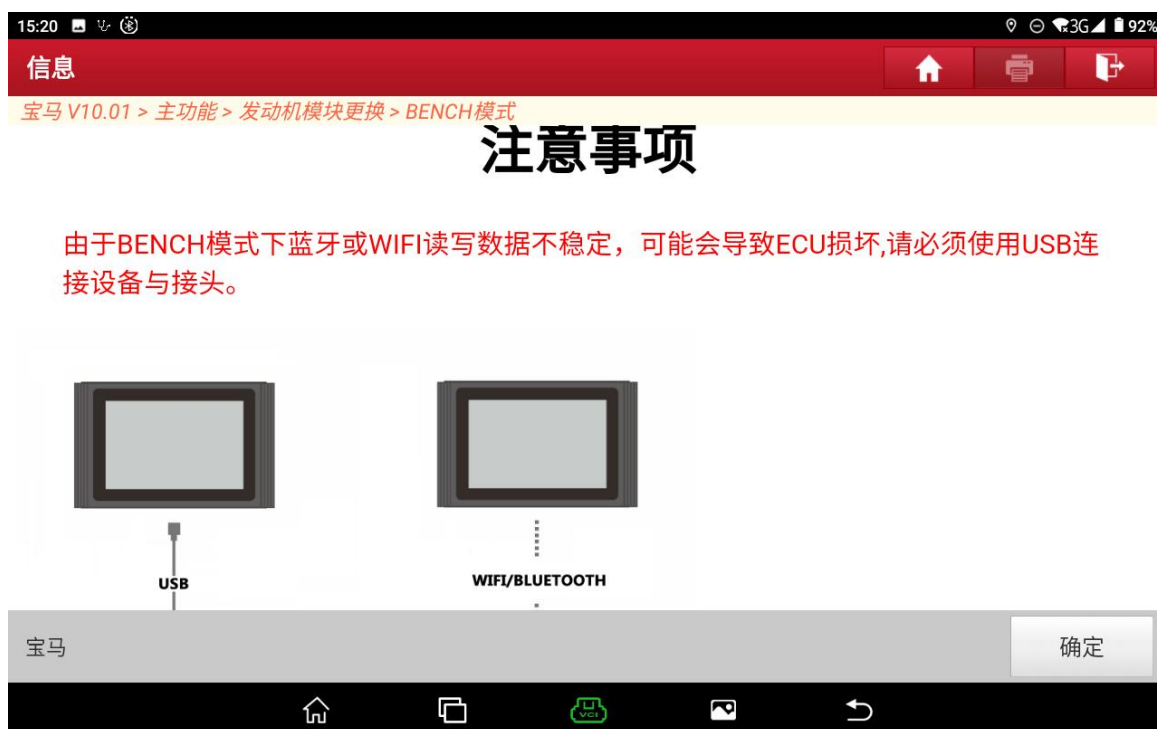 15:20
3G 92%
信息
宝马 V10.01 > 主功能 > 发动机模块更换 > BENCH模式
注意事项
由于BENCH模式下蓝牙或WIFI读写数据不稳定，可能会导致ECU损坏,请必须使用USB连
接设备与接头。
USB
WIFI/BLUETOOTH
宝马
确定
VCI